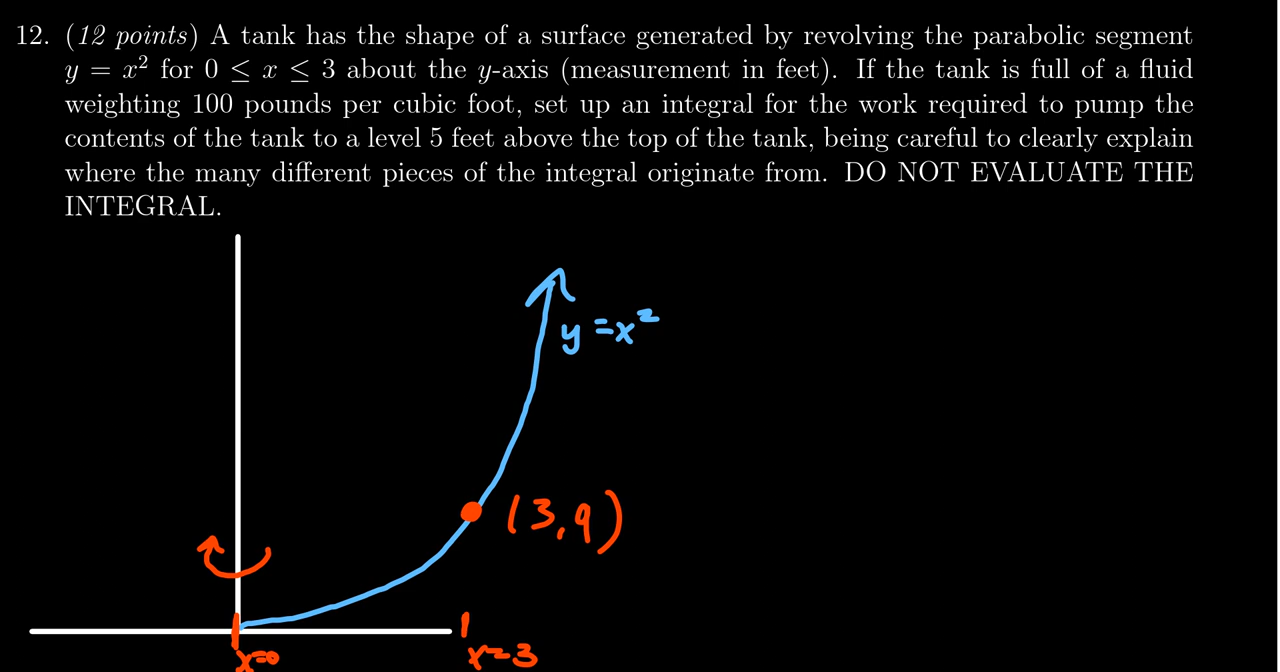 12. (12 points) A tank has the shape of a surface generated by revolving the parabolic segment
y = x² for 0 ≤ x ≤ 3 about the y-axis (measurement in feet). If the tank is full of a fluid
weighting 100 pounds per cubic foot, set up an integral for the work required to pump the
contents of the tank to a level 5 feet above the top of the tank, being careful to clearly explain
where the many different pieces of the integral originate from. DO NOT EVALUATE THE
INTEGRAL.
y = x²
(3, 9)
x=0
x=3